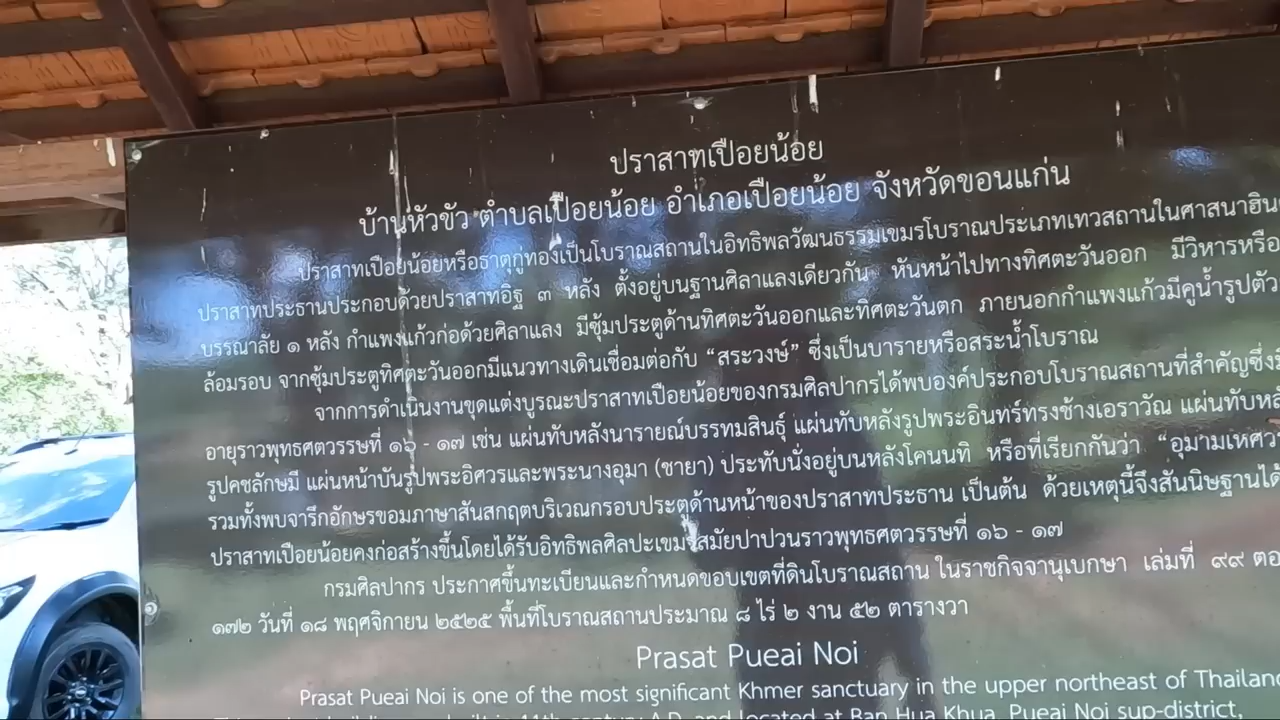 ปราสาทเปือยน้อย
บ้านหัวขัว ตำบลเปือยน้อย อำเภอเปือยน้อย จังหวัดขอนแก่น
ปราสาทเปือยน้อยหรือธาตุกู่ทองเป็นโบราณสถานในอิทธิพลวัฒนธรรมเขมรโบราณประเภทเทวสถานในศาสนาฮินดู
ปราสาทประธานประกอบด้วยปราสาทอิฐ ๓ หลัง ตั้งอยู่บนฐานศิลาแลงเดียวกัน หันหน้าไปทางทิศตะวันออก มีวิหารหรือ
บรรณาลัย ๑ หลัง กำแพงแก้วก่อด้วยศิลาแลง มีซุ้มประตูด้านทิศตะวันออกและทิศตะวันตก ภายนอกกำแพงแก้วมีคูน้ำรูปตัว
ล้อมรอบ จากซุ้มประตูทิศตะวันออกมีแนวทางเดินเชื่อมต่อกับ “สระวงษ์” ซึ่งเป็นบารายหรือสระน้ำโบราณ
จากการดำเนินงานขุดแต่งบูรณะปราสาทเปือยน้อยของกรมศิลปากรได้พบองค์ประกอบโบราณสถานที่สำคัญซึ่ง
อายุราวพุทธศตวรรษที่ ๑๖ - ๑๗ เช่น แผ่นทับหลังนารายณ์บรรทมสินธุ์ แผ่นทับหลังรูปพระอินทร์ทรงช้างเอราวัณ แผ่นทับ
รูปคชลักษมี แผ่นหน้าบันรูปพระอิศวรและพระนางอุมา (ชายา) ประทับนั่งอยู่บนหลังโคนนทิ หรือที่เรียกกันว่า
รวมทั้งพบจารึกอักษรขอมภาษาสันสกฤตบริเวณกรอบประตูด้านหน้าของปราสาทประธาน เป็นต้น ด้วยเหตุนี้จึงสันนิษฐานได้
ปราสาทเปือยน้อยคงก่อสร้างขึ้นโดยได้รับอิทธิพลศิลปะเขมรสมัยปาปวนราวพุทธศตวรรษที่ ๑๖ - ๑๗
กรมศิลปากร ประกาศขึ้นทะเบียนและกำหนดขอบเขตที่ดินโบราณสถาน ในราชกิจจานุเบกษา เล่มที่ ๙๙
๑๗๒ วันที่ ๑๘ พฤศจิกายน ๒๕๒๕ พื้นที่โบราณสถานประมาณ ๘ ไร่ ๒ งาน ๕๒ ตารางวา
Prasat Pueai Noi
Prasat Pueai Noi is one of the most significant Khmer sanctuary in the upper northeast of Thailand
11th century A.D. and located at Ban Hua Khua, Pueai Noi sup-district,